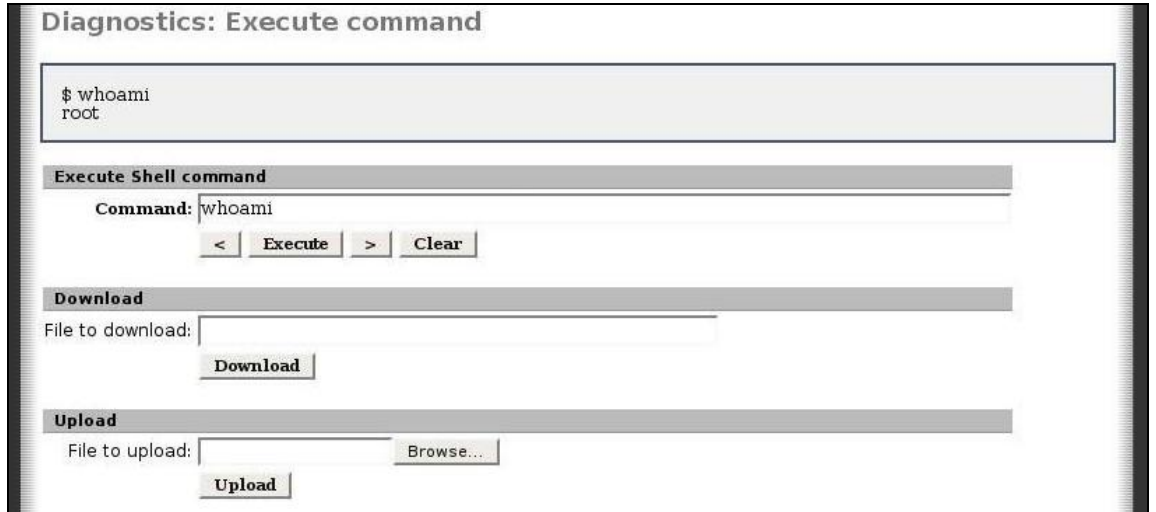 Diagnostics: Execute command
$ whoami
root
Execute Shell command
Command: whoami
< Execute > Clear
Download
File to download:
Download
Upload
File to upload: Browse...
Upload